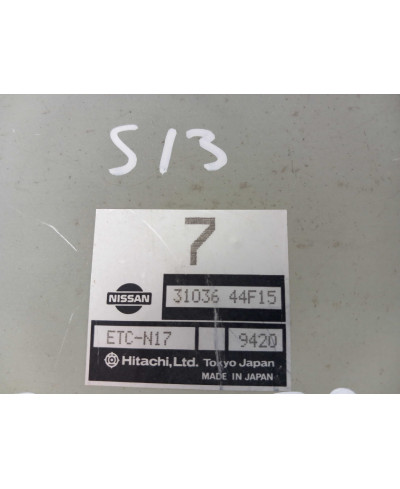 S13
7
NISSAN
31036 44F15
ETC-N17
9420
Hitachi, Ltd. Tokyo Japan
MADE IN JAPAN